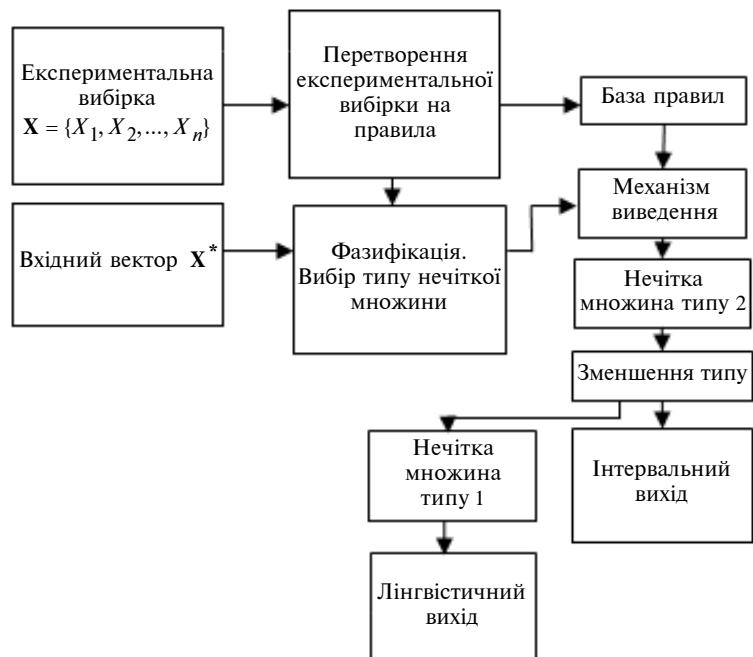 Експериментальна
вибірка
X = {X₁, X₂,..., Xₙ}
Перетворення
експериментальної
вибірки на
правила
База правил
Вхідний вектор X*
Фазифікація.
Вибір типу нечіткої
множини
Механізм
виведення
Нечітка
множина типу 2
Зменшення типу
Нечітка
множина
типу 1
Інтервальний
вихід
Лінгвістичний
вихід